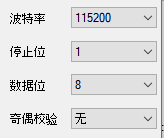 波特率 115200
停止位 1
数据位 8
奇偶校验 无